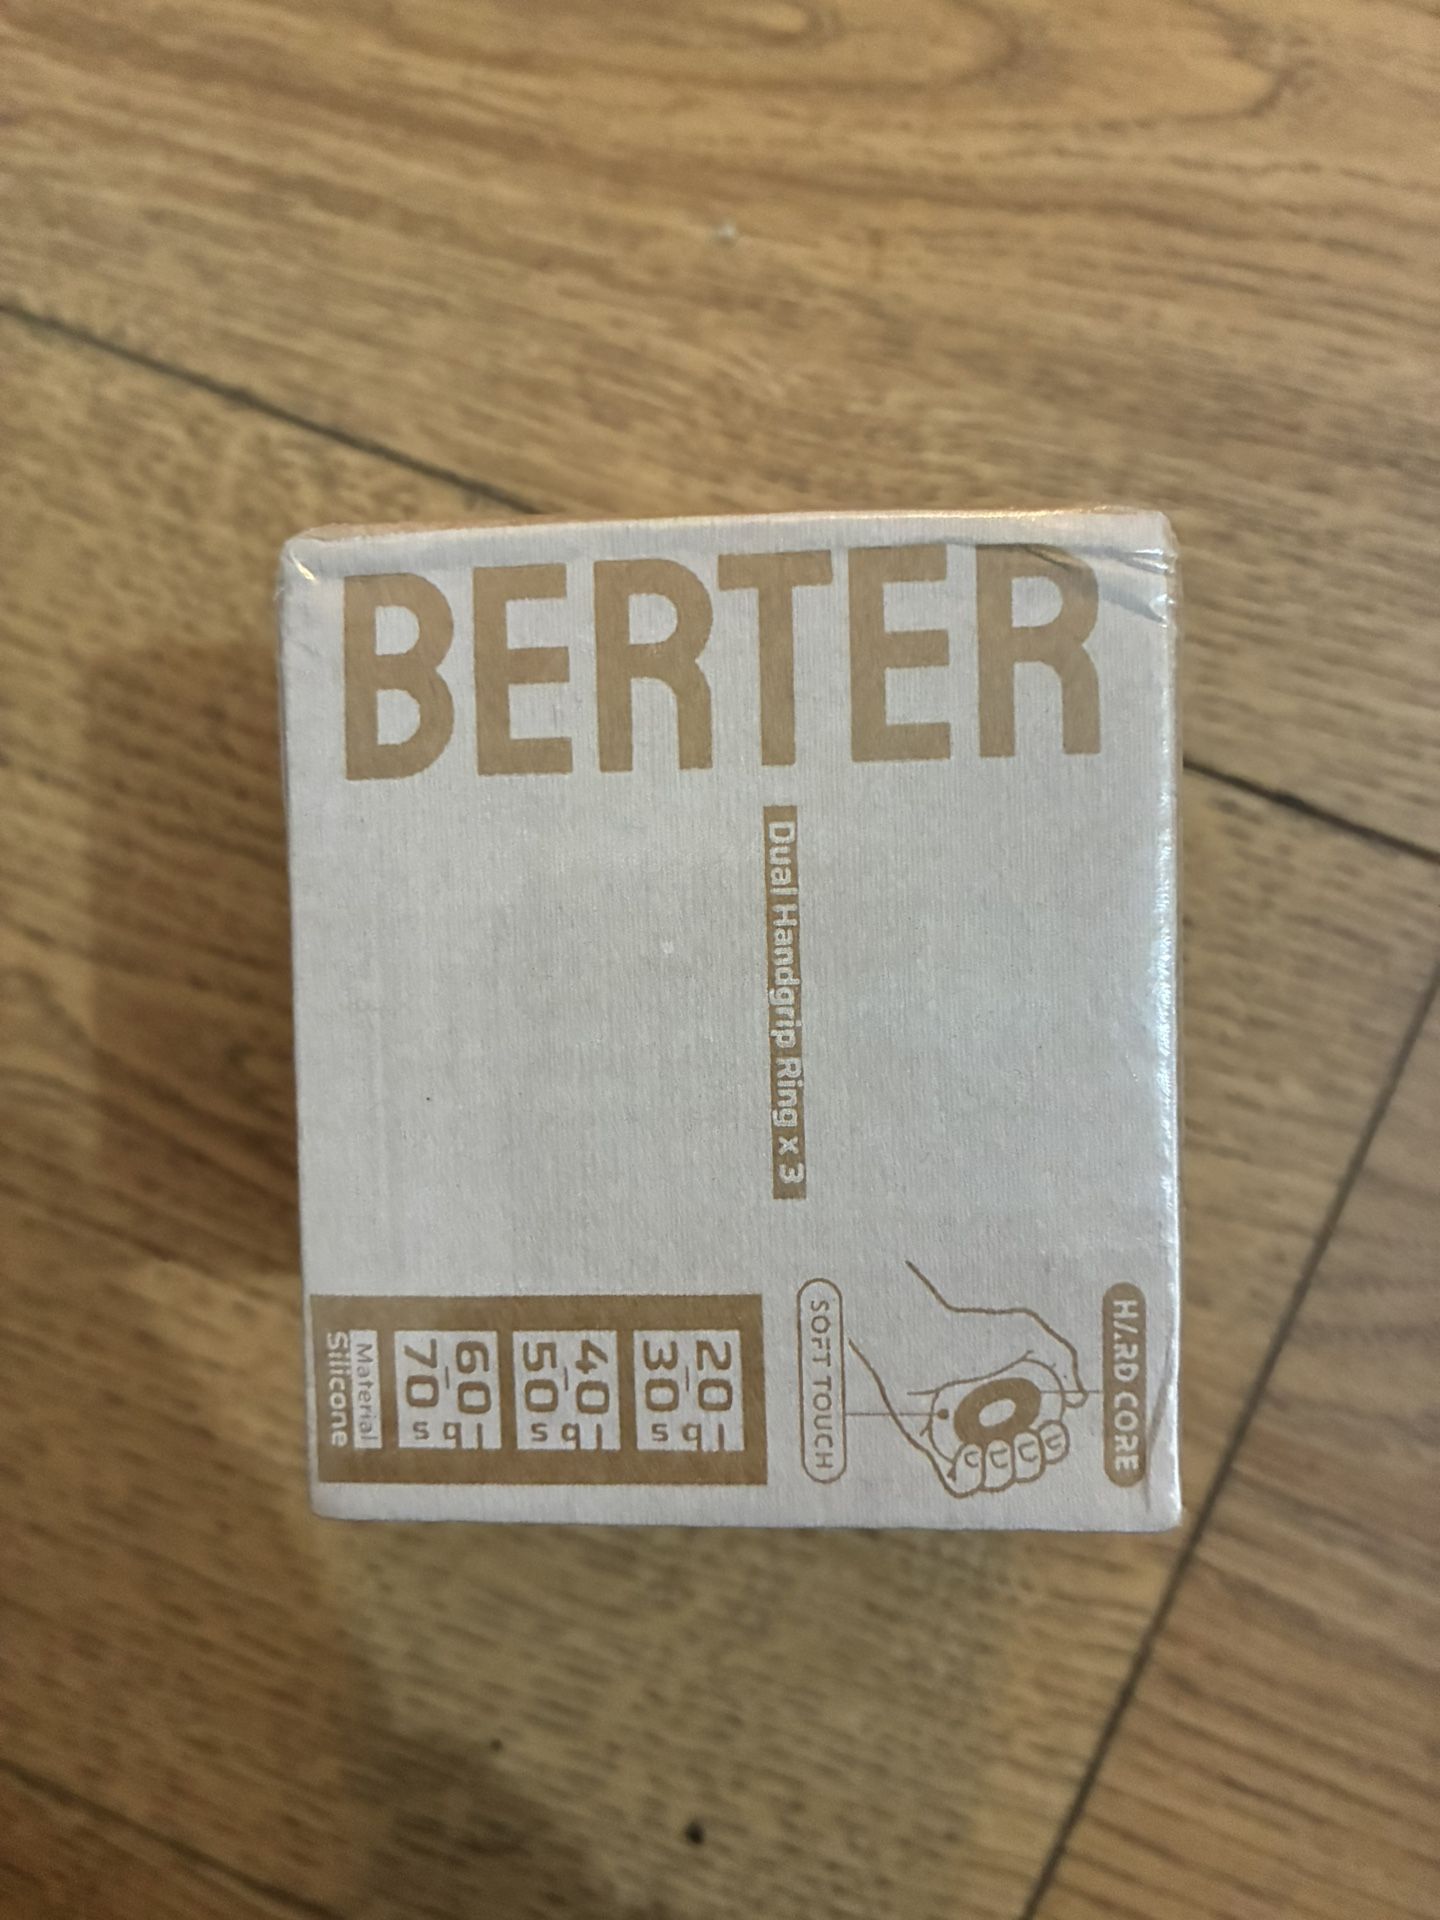 BERTER
Dual Handgrip Ring x 3
HARD CORE
SOFT TOUCH
20-30 lbs
40-50 lbs
60-70 lbs
Material
Silicone